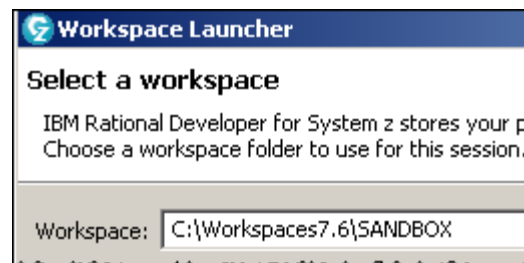 Workspace Launcher
Select a workspace
IBM Rational Developer for System z stores your
Choose a workspace folder to use for this session.
Workspace: C:\Workspaces7.6\SANDBOX